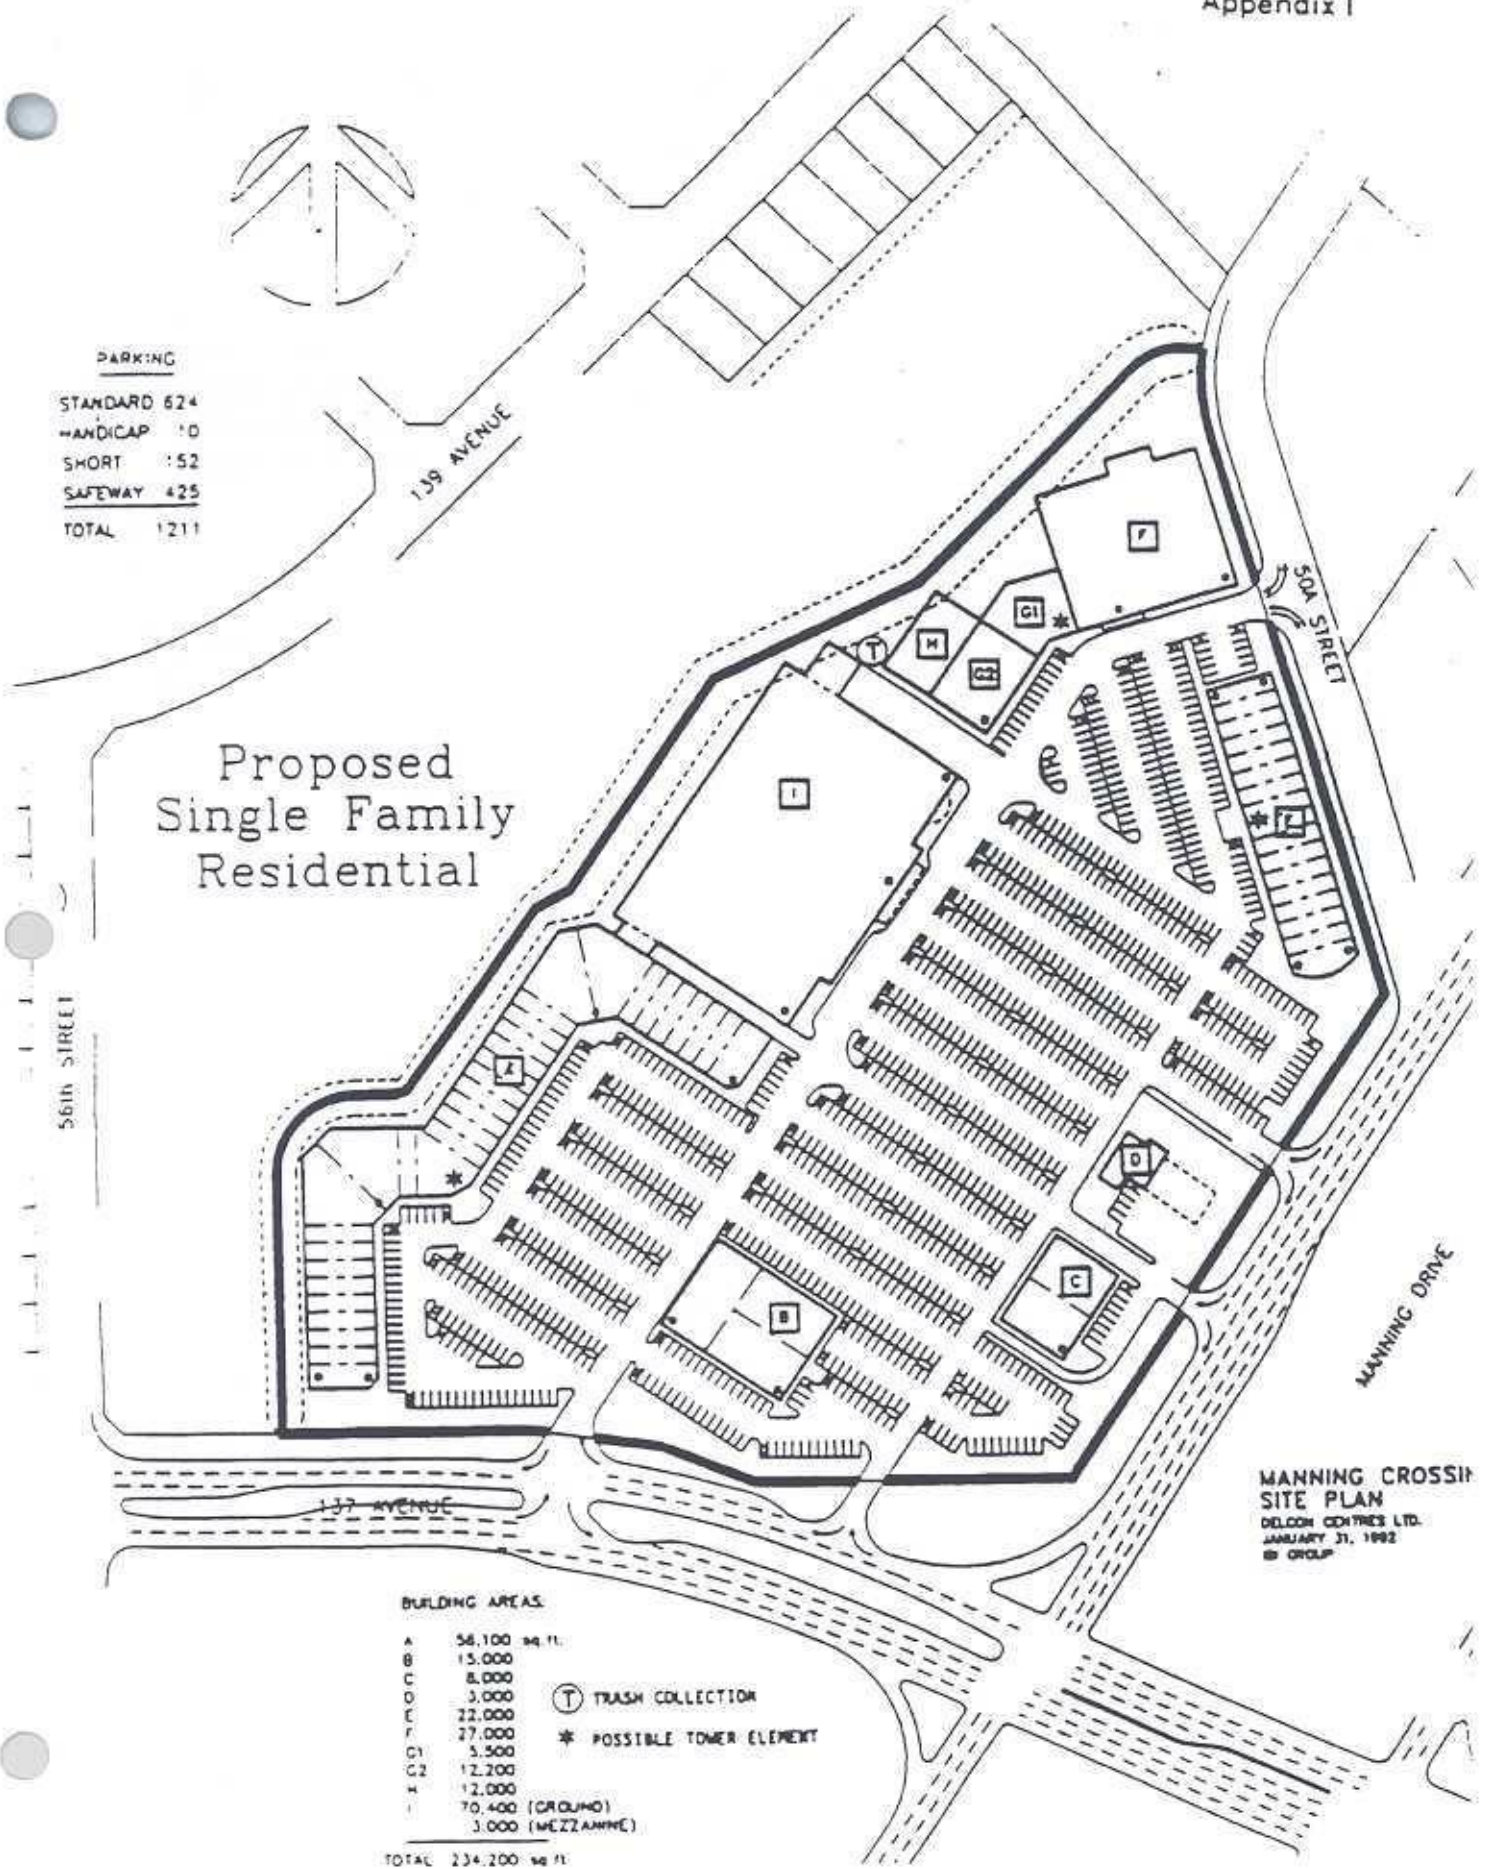 Appendix I
PARKING
STANDARD 624
HANDICAP 10
SHORT 152
SAFEWAY 425
TOTAL 1211
139 AVENUE
F
50A STREET
G1
H
G2
T
Proposed
Single Family
Residential
I
E
56th STREET
A
D
C
B
MANNING DRIVE
137 AVENUE
MANNING CROSSIN
SITE PLAN
DELCON CENTRES LTD.
JANUARY 31, 1992
GROUP
BUILDING AREAS
A 56,100 sq.ft.
B 15,000
C 8,000
D 3,000
E 22,000
F 27,000
G1 5,500
G2 12,200
H 12,000
I 70,400 (GROUND)
3,000 (MEZZANINE)
TOTAL 234,200 sq ft
T TRASH COLLECTION
* POSSIBLE TOWER ELEMENT